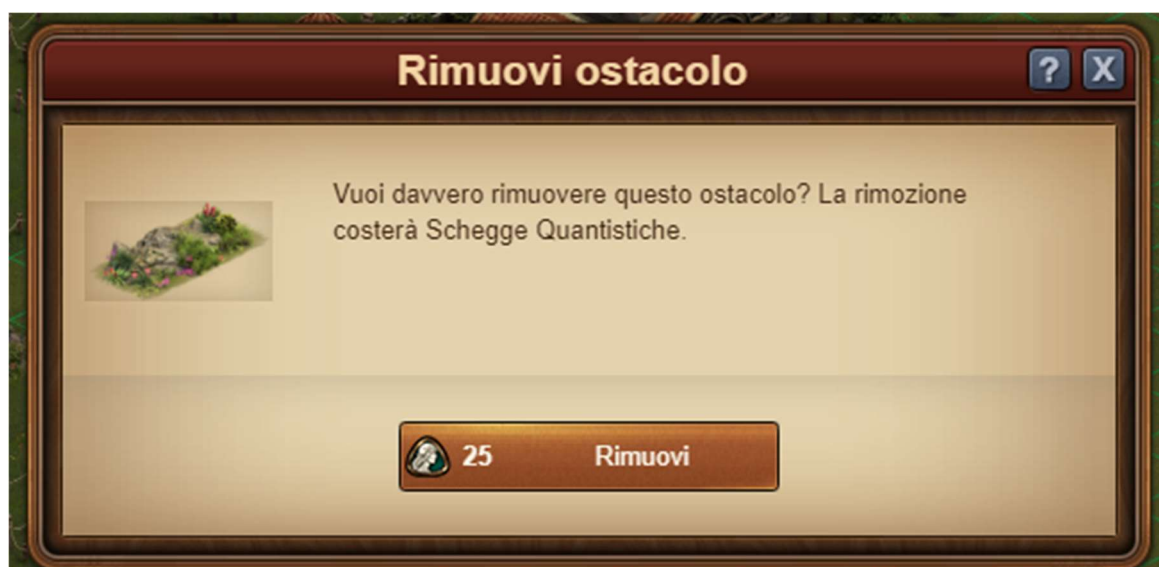 Rimuovi ostacolo
? X
Vuoi davvero rimuovere questo ostacolo? La rimozione
costerà Schegge Quantistiche.
25 Rimuovi